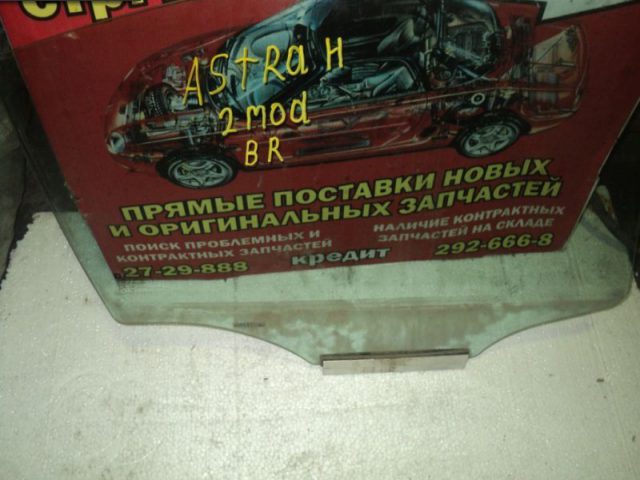 AStRa H
2 mod
BR
ПРЯМЫЕ ПОСТАВКИ НОВЫХ
И ОРИГИНАЛЬНЫХ ЗАПЧАСТЕЙ
ПОИСК ПРОБЛЕМНЫХ И
КОНТРАКТНЫХ ЗАПЧАСТЕЙ
27-29-888
кредит
НАЛИЧИЕ КОНТРАКТНЫХ
ЗАПЧАСТЕЙ НА СКЛАДЕ
292-666-8